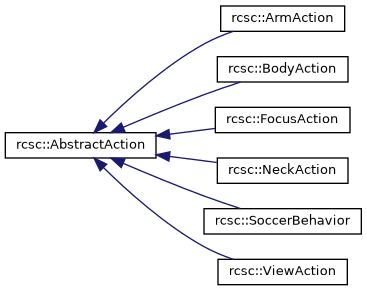 rcsc::ArmAction
rcsc::BodyAction
rcsc::FocusAction
rcsc::AbstractAction
rcsc::NeckAction
rcsc::SoccerBehavior
rcsc::ViewAction